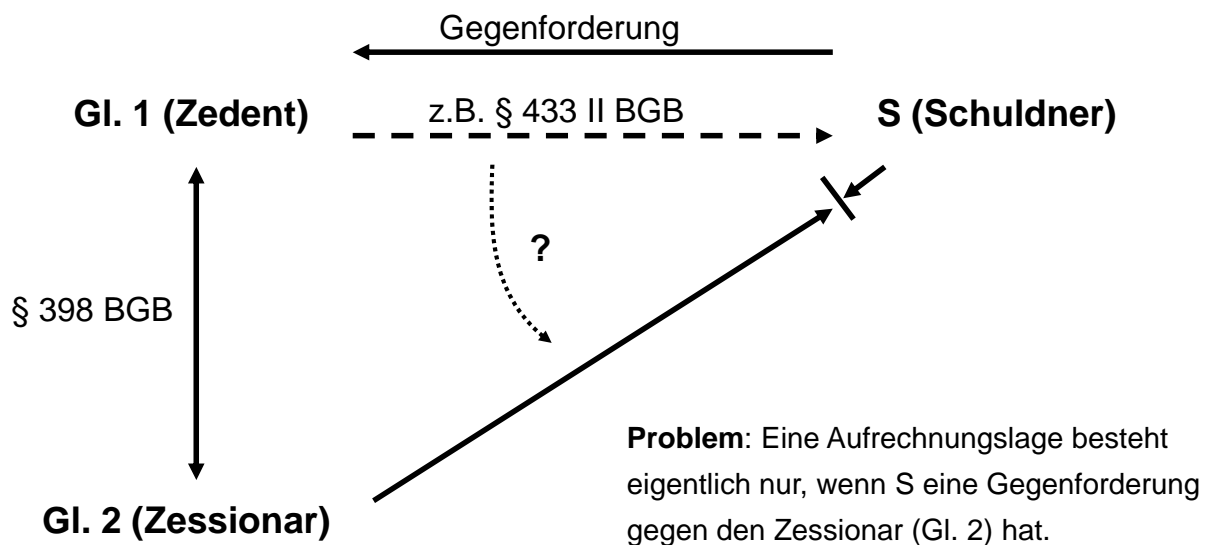 Gegenforderung
Gl. 1 (Zedent)
z.B. § 433 II BGB
S (Schuldner)
?
§ 398 BGB
Problem: Eine Aufrechnungslage besteht
eigentlich nur, wenn S eine Gegenforderung
gegen den Zessionar (Gl. 2) hat.
Gl. 2 (Zessionar)